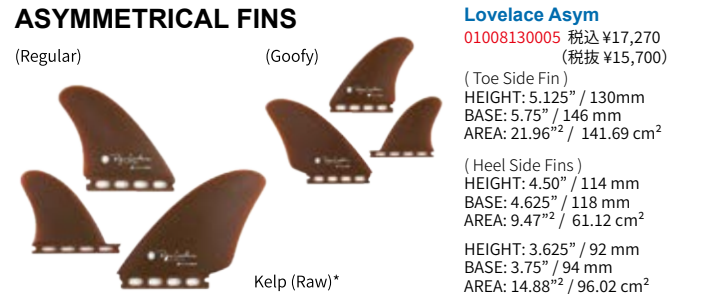 ASYMMETRICAL FINS
(Regular)
(Goofy)
Kelp (Raw)*
Lovelace Asym
01008130005 税込 ¥17,270
（税抜 ¥15,700）
( Toe Side Fin )
HEIGHT: 5.125” / 130mm
BASE: 5.75” / 146 mm
AREA: 21.96”² / 141.69 cm²
( Heel Side Fins )
HEIGHT: 4.50” / 114 mm
BASE: 4.625” / 118 mm
AREA: 9.47”² / 61.12 cm²
HEIGHT: 3.625” / 92 mm
BASE: 3.75” / 94 mm
AREA: 14.88”² / 96.02 cm²